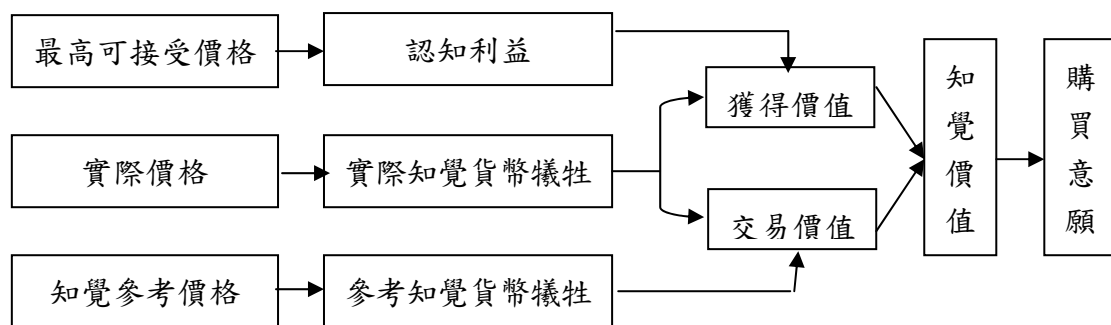 最高可接受價格
認知利益
獲得價值
實際價格
實際知覺貨幣犧牲
交易價值
知覺參考價格
參考知覺貨幣犧牲
知覺價值
購買意願